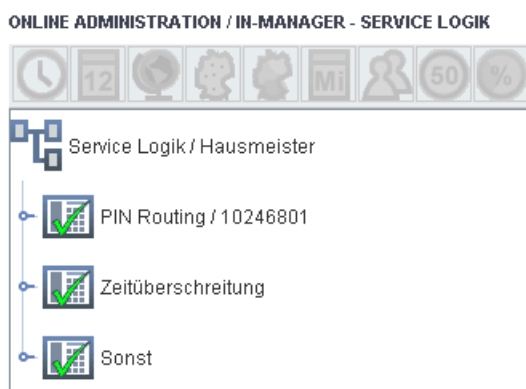 ONLINE ADMINISTRATION / IN-MANAGER - SERVICE LOGIK
12 Mi 50 %
Service Logik / Hausmeister
PIN Routing / 10246801
Zeitüberschreitung
Sonst